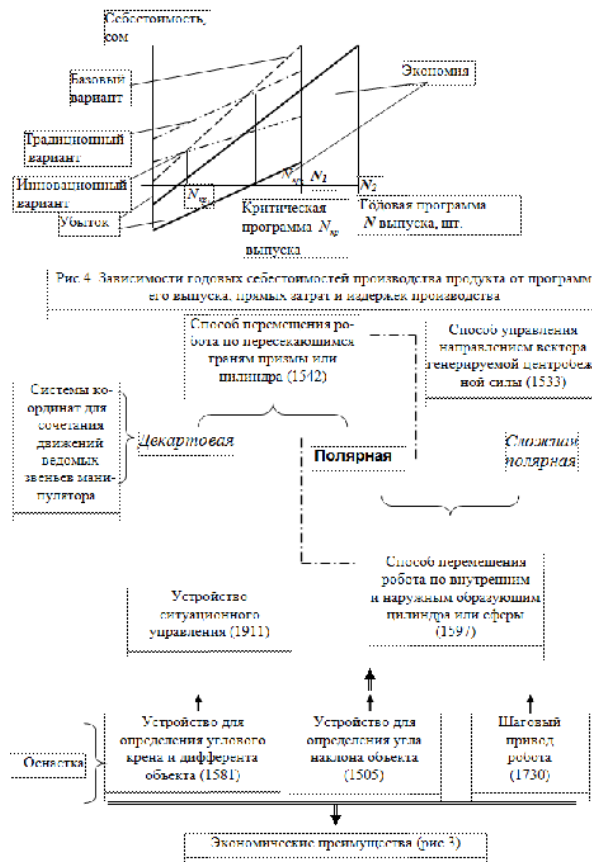 Себестоимость,
сом
Базовый
вариант
Экономия
Традиционный
вариант
Инновационный
вариант
Убыток
Nкр
Nкр
N1
N2
Критическая
программа Nкр
выпуска
Годовая программа
N выпуска, шт.
Рис 4 Зависимости годовых себестоимостей производства продукта от программ
его выпуска, прямых затрат и издержек производства
Способ перемещения ро-
бота по пересекающимся
граням призмы или
цилиндра (1542)
Способ управления
направлением вектора
генерируемой центробеж-
ной силы (1533)
Системы ко-
ординат для
сочетания
движений
ведомых
звеньев мани-
пулятора
Декартовая
Полярная
Сложная
полярная
Устройство
ситуационного
управления (1911)
Способ перемещения
робота по внутренним
и наружным образующим
цилиндра или сферы
(1597)
Оснастка
Устройство для
определения углового
крена и дифферента
объекта (1581)
Устройство для
определения угла
наклона объекта
(1505)
Шаговый
привод
робота
(1730)
Экономические преимущества (рис 3)